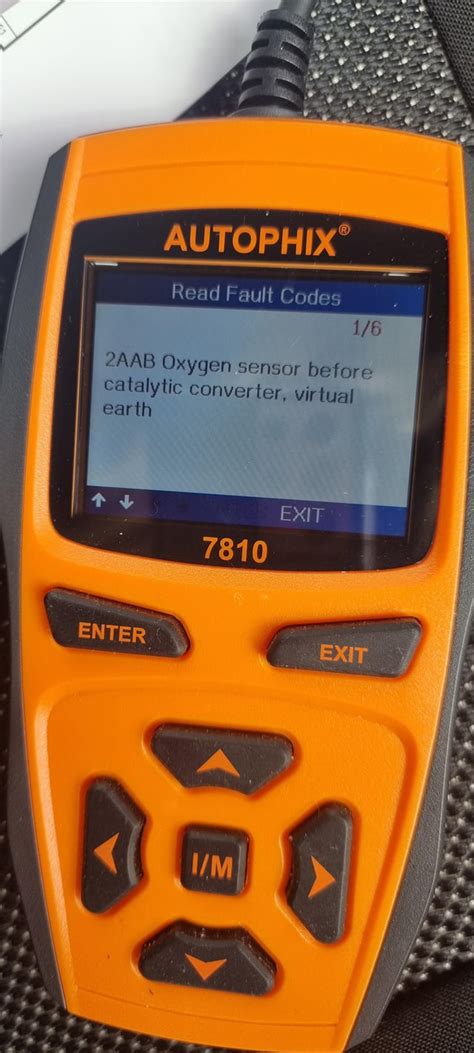 AUTOPHIX®
Read Fault Codes
1/6
2AAB Oxygen sensor before
catalytic converter, virtual
earth
EXIT
7810
ENTER
EXIT
I/M